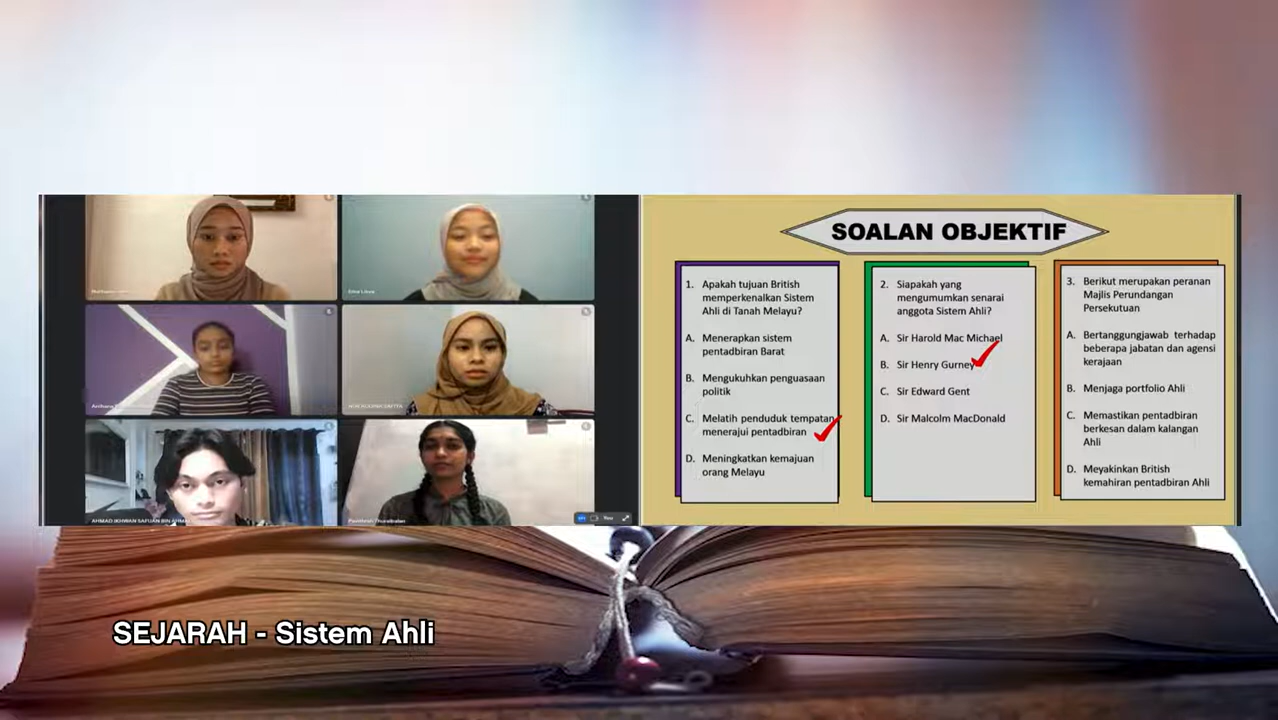 SOALAN OBJEKTIF
1. Apakah tujuan British
memperkenalkan Sistem
Ahli di Tanah Melayu?
A. Menerapkan sistem
pentadbiran Barat
B. Mengukuhkan penguasaan
politik
C. Melatih penduduk tempatan
menerajui pentadbiran
D. Meningkatkan kemajuan
orang Melayu
2. Siapakah yang
mengumumkan senarai
anggota Sistem Ahli?
A. Sir Harold Mac Michael
B. Sir Henry Gurney
C. Sir Edward Gent
D. Sir Malcolm MacDonald
3. Berikut merupakan peranan
Majlis Perundangan
Persekutuan
A. Bertanggungjawab terhadap
beberapa jabatan dan agensi
kerajaan
B. Menjaga portfolio Ahli
C. Memastikan pentadbiran
berkesan dalam kalangan
Ahli
D. Meyakinkan British
kemahiran pentadbiran Ahli
SEJARAH - Sistem Ahli